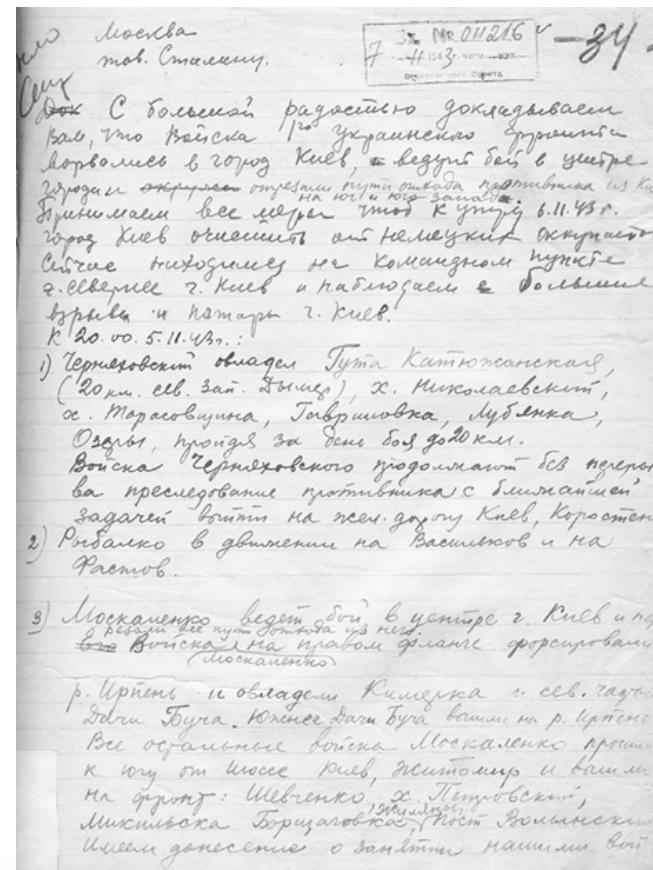 Москва
тов. Сталину.
Вх. № 011216
7 11 1943 г.
-34
С большой радостью докладываем
Вам, что Войска 1го Украинского фронта
ворвались в город Киев, ведут бой в центре
города и отрезали пути отхода противника из
на юг и юго запад.
Принимаем все меры чтоб к утру 6.11.43 г.
город Киев очистить от немецких
Сейчас находимся на командном пункте
севернее г. Киев и наблюдаем большие
взрывы и пожары г. Киев.
К 20.00. 5.11.43 г.:
1) Черняховский овладел Гута Катюжанская,
(20 км. сев. зап. Дымер), х. Николаевский,
х. Тарасовщина, Гавриловка, Лубянка,
Озеры, пройдя за день боя до 20 км.
Войска Черняховского продолжают без переры
ва преследование противника с ближайшей
задачей выйти на жел. дорогу Киев, Коростен
2) Рыбалко в движении на Васильков и на
Фастов.
3) Москаленко ведет бой в центре г. Киев и
резали все пути отхода из него
Войска на правом фланге форсировали
(Москаленко)
р. Ирпень и овладели и сев. часть
Дачи Буча. Южнее Дачи Буча вышли на р. Ирпень
Все остальные войска Москаленко прошли
к югу от шоссе Киев, Житомир и вышли
на фронт: Шевченко, х. Петровский,
Жуляны,
Микильска Борщаговка, Пост Волынский
Имеем донесение о занятии нашими